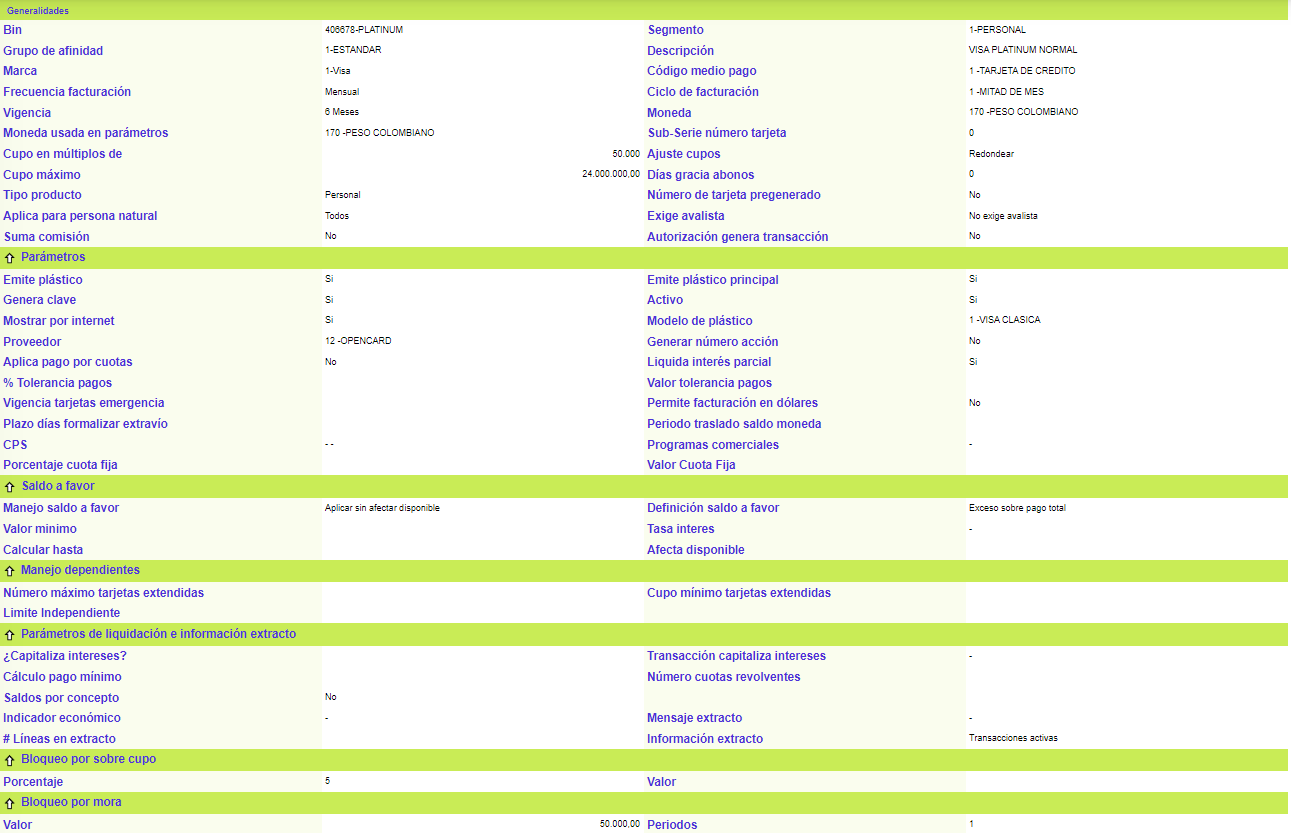 Generalidades
Bin 406678-PLATINUM Segmento 1-PERSONAL
Grupo de afinidad 1-ESTANDAR Descripción VISA PLATINUM NORMAL
Marca 1-Visa Código medio pago 1 -TARJETA DE CREDITO
Frecuencia facturación Mensual Ciclo de facturación 1 -MITAD DE MES
Vigencia 6 Meses Moneda 170 -PESO COLOMBIANO
Moneda usada en parámetros 170 -PESO COLOMBIANO Sub-Serie número tarjeta 0
Cupo en múltiplos de 50.000 Ajuste cupos Redondear
Cupo máximo 24.000.000,00 Días gracia abonos 0
Tipo producto Personal Número de tarjeta pregenerado No
Aplica para persona natural Todos Exige avalista No exige avalista
Suma comisión No Autorización genera transacción No
Parámetros
Emite plástico Si Emite plástico principal Si
Genera clave Si Activo Si
Mostrar por internet Si Modelo de plástico 1 -VISA CLASICA
Proveedor 12 -OPENCARD Generar número acción No
Aplica pago por cuotas No Liquida interés parcial Si
% Tolerancia pagos Valor tolerancia pagos
Vigencia tarjetas emergencia Permite facturación en dólares No
Plazo días formalizar extravío Periodo traslado saldo moneda
CPS - - Programas comerciales -
Porcentaje cuota fija Valor Cuota Fija
Saldo a favor
Manejo saldo a favor Aplicar sin afectar disponible Definición saldo a favor Exceso sobre pago total
Valor minimo Tasa interes -
Calcular hasta Afecta disponible
Manejo dependientes
Número máximo tarjetas extendidas Cupo mínimo tarjetas extendidas
Limite Independiente
Parámetros de liquidación e información extracto
¿Capitaliza intereses? Transacción capitaliza intereses -
Cálculo pago mínimo Número cuotas revolventes
Saldos por concepto No
Indicador económico - Mensaje extracto -
# Líneas en extracto Información extracto Transacciones activas
Bloqueo por sobre cupo
Porcentaje 5 Valor
Bloqueo por mora
Valor 50.000,00 Periodos 1